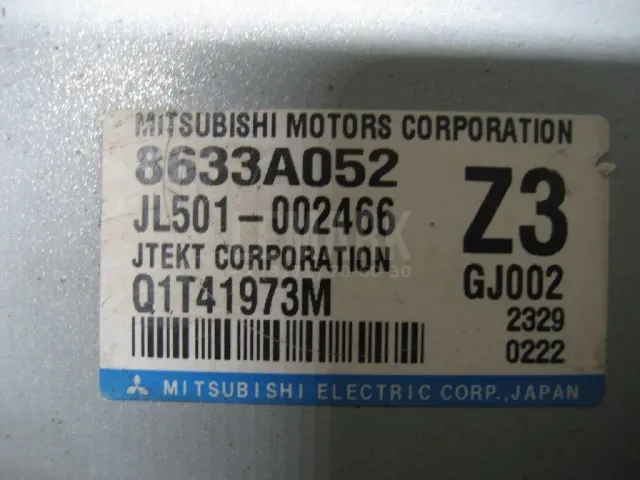 MITSUBISHI MOTORS CORPORATION
8633A052
JL501-002466
Z3
JTEKT CORPORATION
Q1T41973M
GJ002
2329
0222
MITSUBISHI ELECTRIC CORP., JAPAN